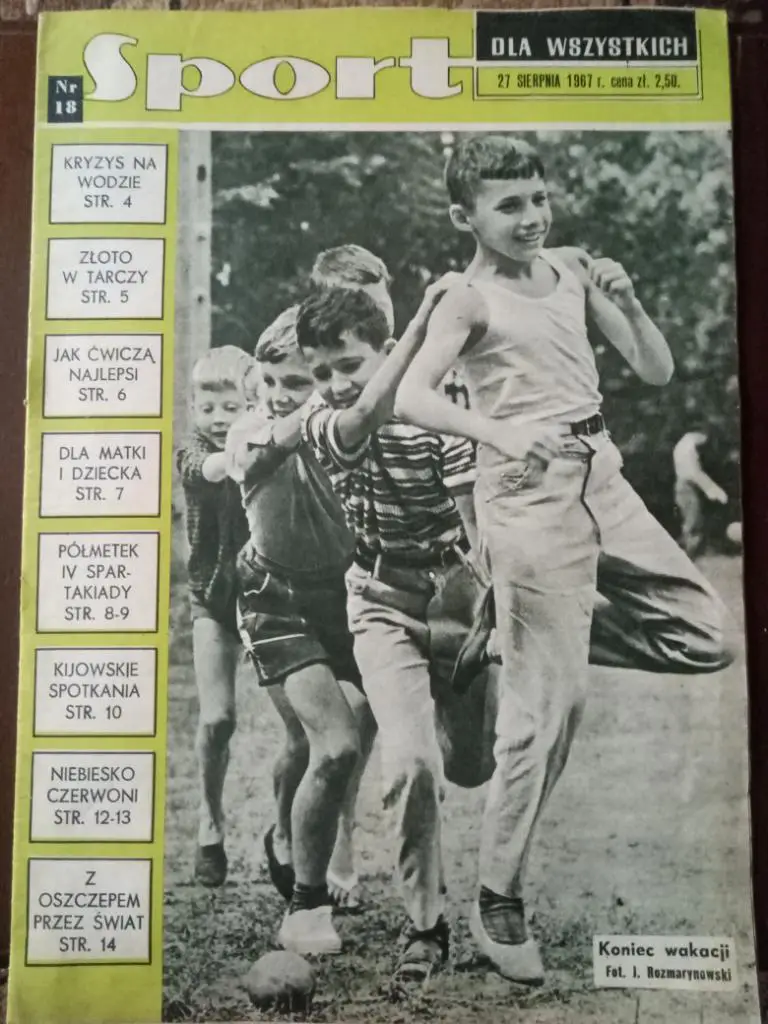 Nr
18
Sport
DLA WSZYSTKICH
27 SIERPNIA 1967 r. cena zł. 2,50.
KRYZYS NA
WODZIE
STR. 4
ZŁOTO
W TARCZY
STR. 5
JAK ĆWICZĄ
NAJLEPSI
STR. 6
DLA MATKI
I DZIECKA
STR. 7
PÓŁMETEK
IV SPAR-
TAKIADY
STR. 8-9
KIJOWSKIE
SPOTKANIA
STR. 10
NIEBIESKO
CZERWONI
STR. 12-13
Z
OSZCZEPEM
PRZEZ ŚWIAT
STR. 14
Koniec wakacji
Fot. J. Rozmarynowski